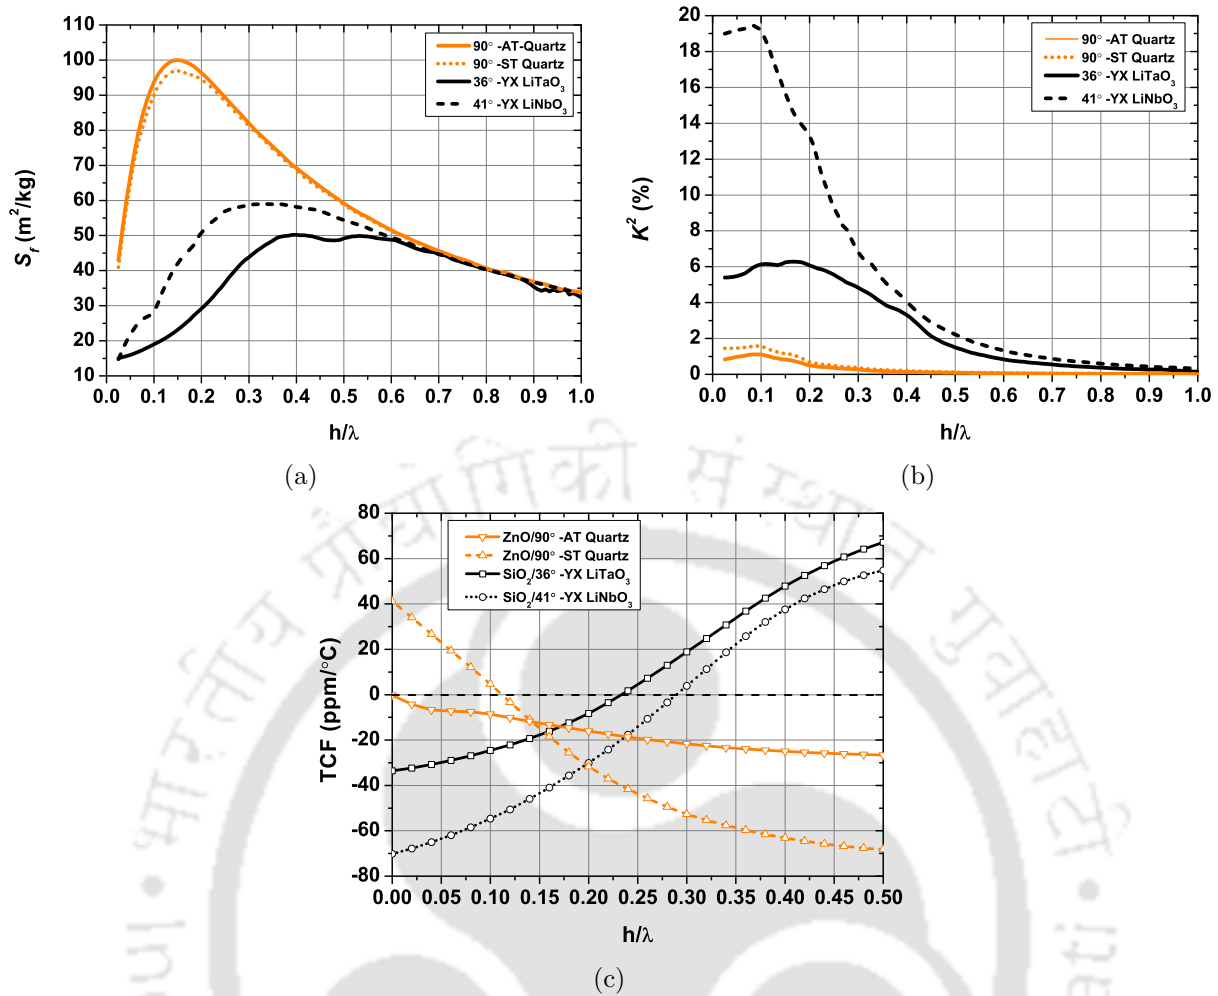 S_f (m²/kg)
110
100
90
80
70
60
50
40
30
20
10
90° -AT-Quartz
90° -ST Quartz
36° -YX LiTaO₃
41° -YX LiNbO₃
0.0 0.1 0.2 0.3 0.4 0.5 0.6 0.7 0.8 0.9 1.0
h/λ
(a)
K² (%)
20
18
16
14
12
10
8
6
4
2
0
90° -AT Quartz
90° -ST Quartz
36° -YX LiTaO₃
41° -YX LiNbO₃
0.0 0.1 0.2 0.3 0.4 0.5 0.6 0.7 0.8 0.9 1.0
h/λ
(b)
TCF (ppm/°C)
80
60
40
20
0
-20
-40
-60
-80
ZnO/90° -AT Quartz
ZnO/90° -ST Quartz
SiO₂/36° -YX LiTaO₃
SiO₂/41° -YX LiNbO₃
0.00 0.05 0.10 0.15 0.20 0.25 0.30 0.35 0.40 0.45 0.50
h/λ
(c)